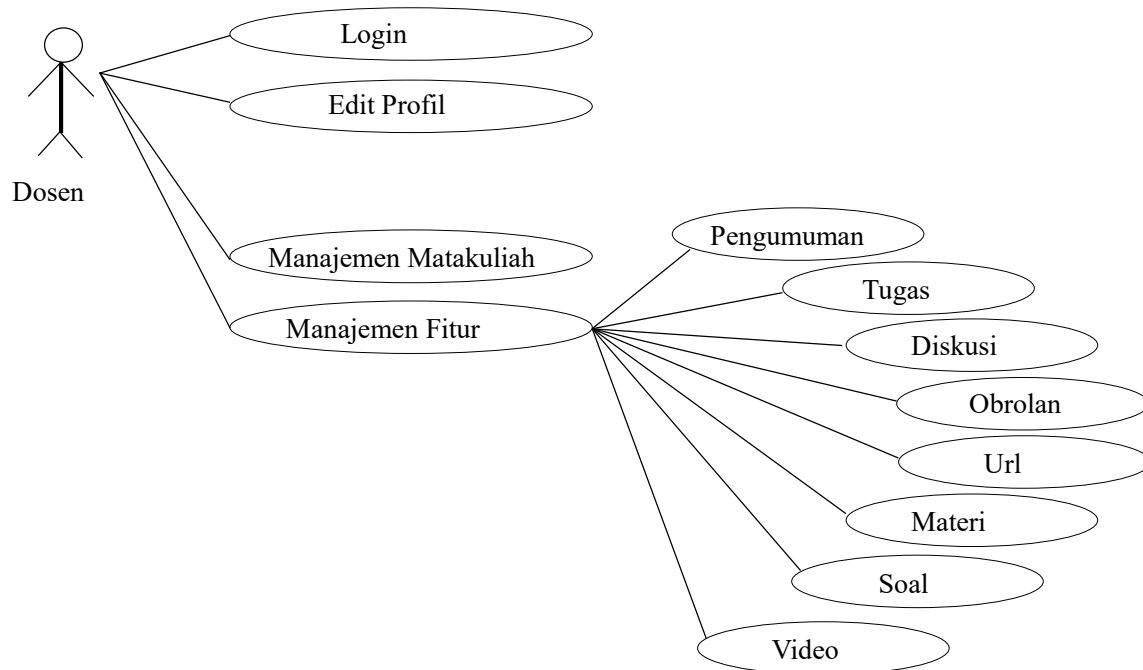 Login
Edit Profil
Dosen
Manajemen Matakuliah
Manajemen Fitur
Pengumuman
Tugas
Diskusi
Obrolan
Url
Materi
Soal
Video